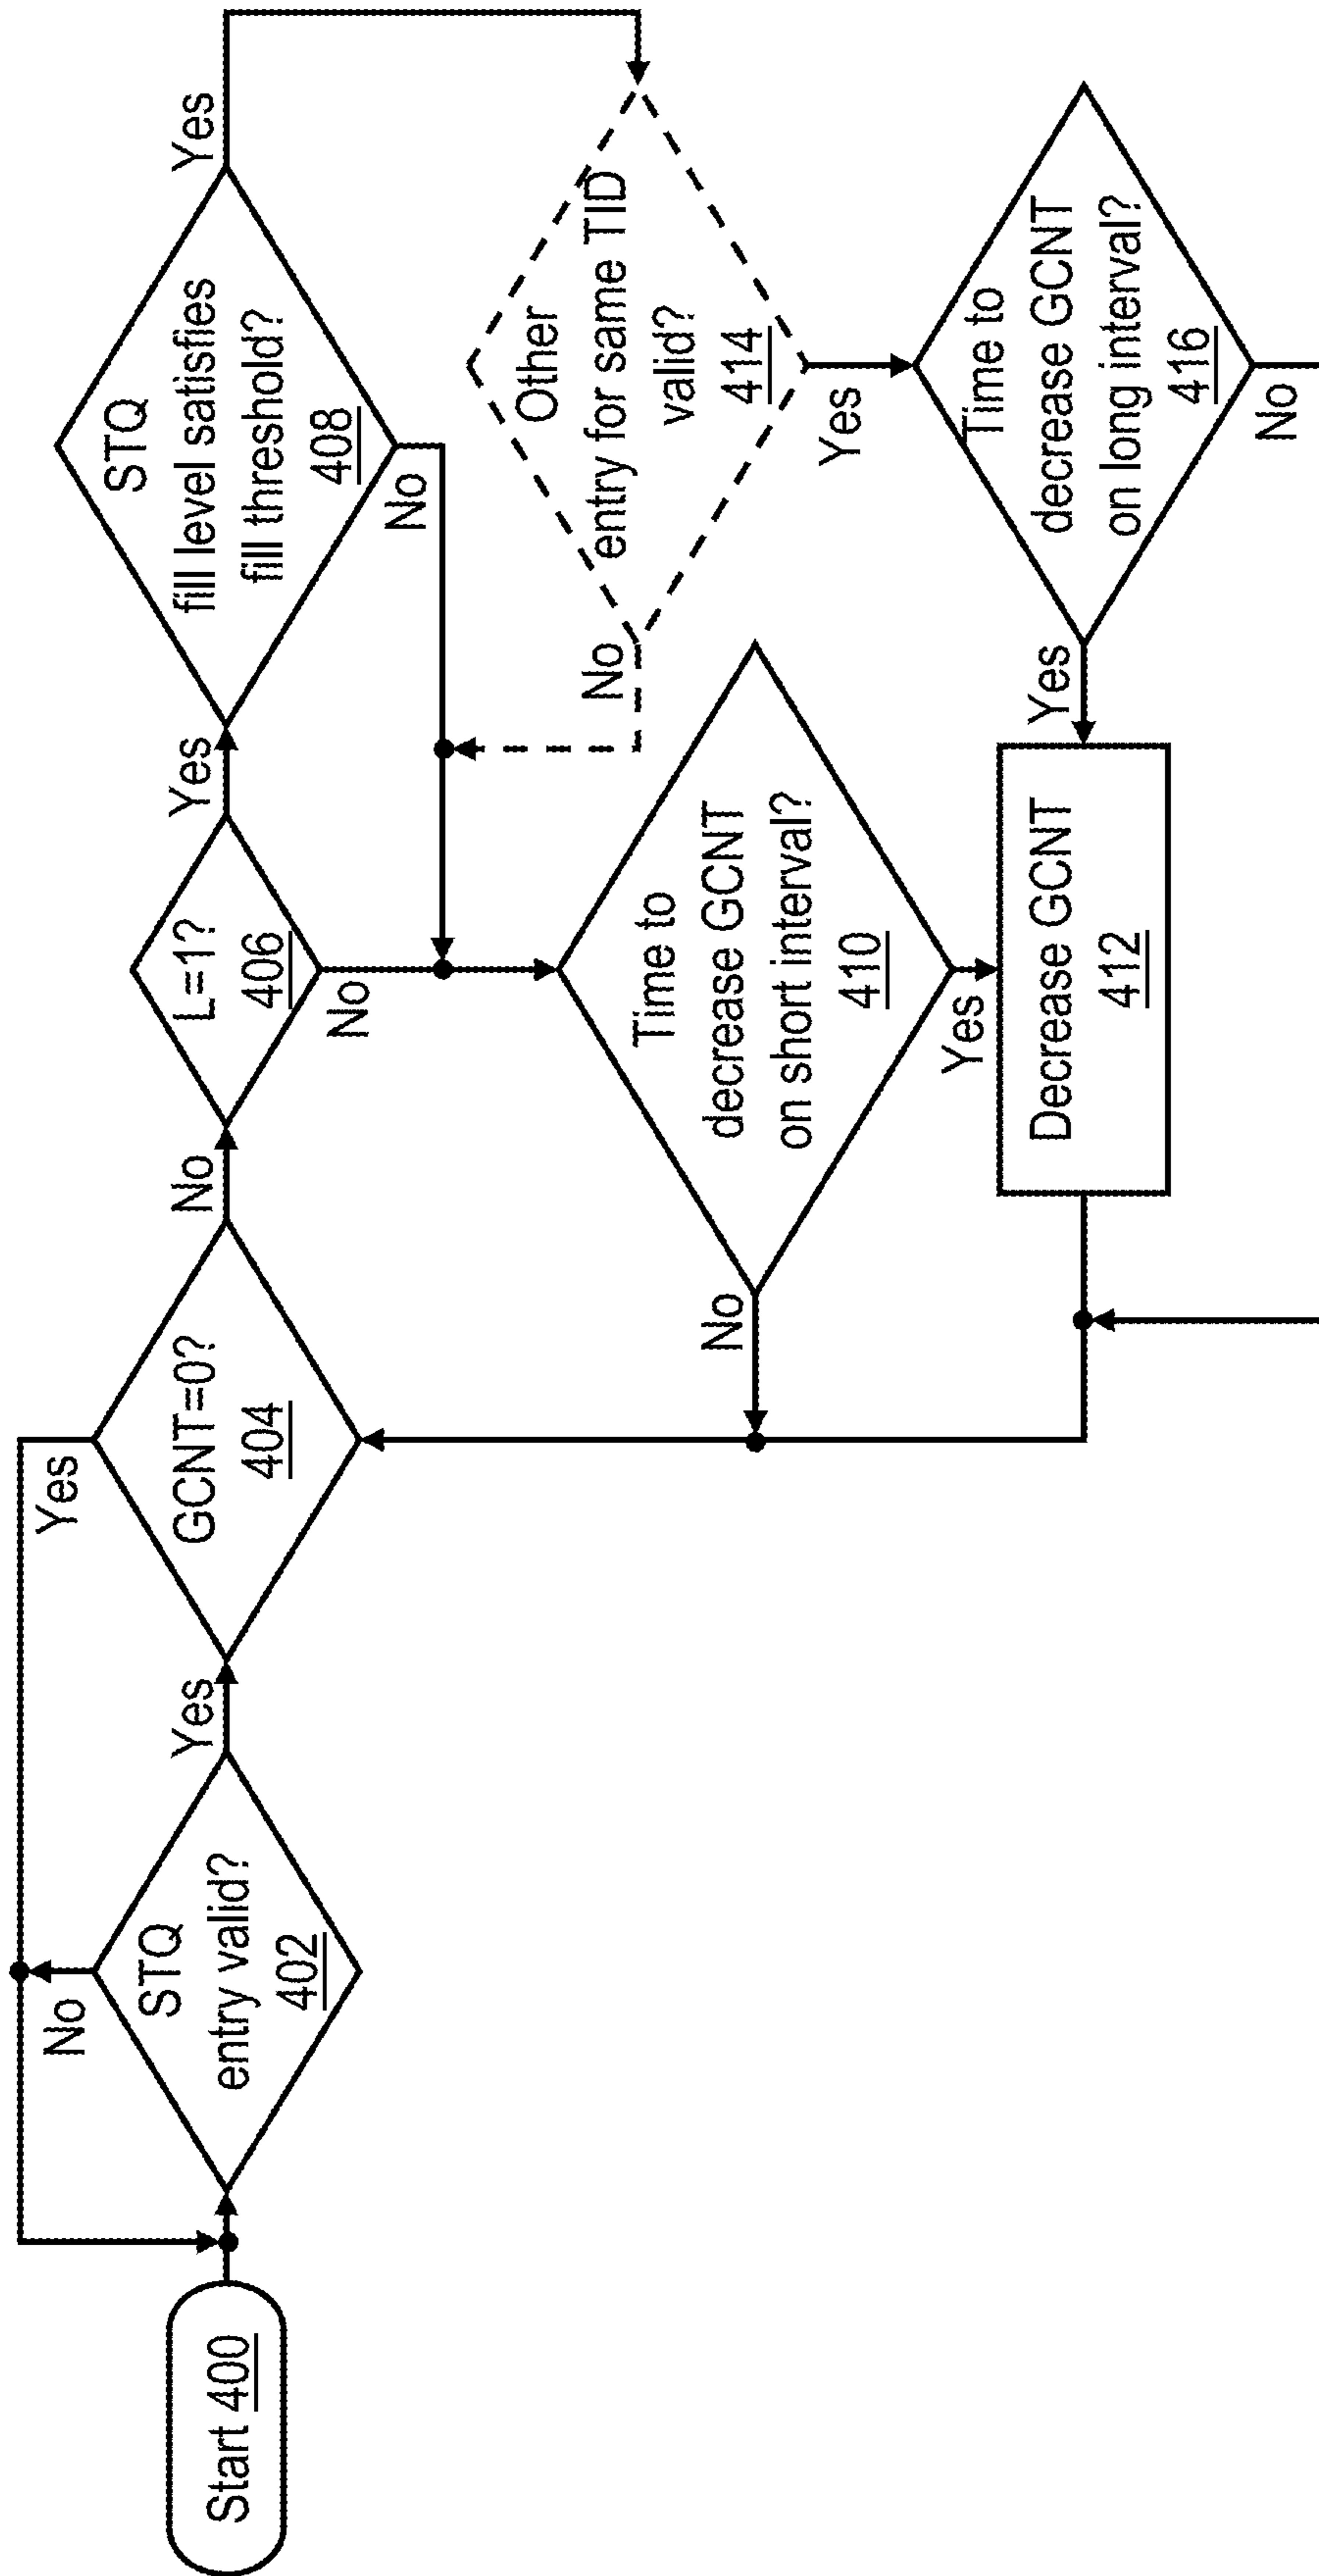 Start 400
STQ
entry valid?
402
No
Yes
GCNT=0?
404
Yes
No
L=1?
406
Yes
No
STQ
fill level satisfies
fill threshold?
408
Yes
No
Other
entry for same TID
valid?
414
No
Yes
Time to
decrease GCNT
on short interval?
410
No
Yes
Time to
decrease GCNT
on long interval?
416
Yes
No
Decrease GCNT
412